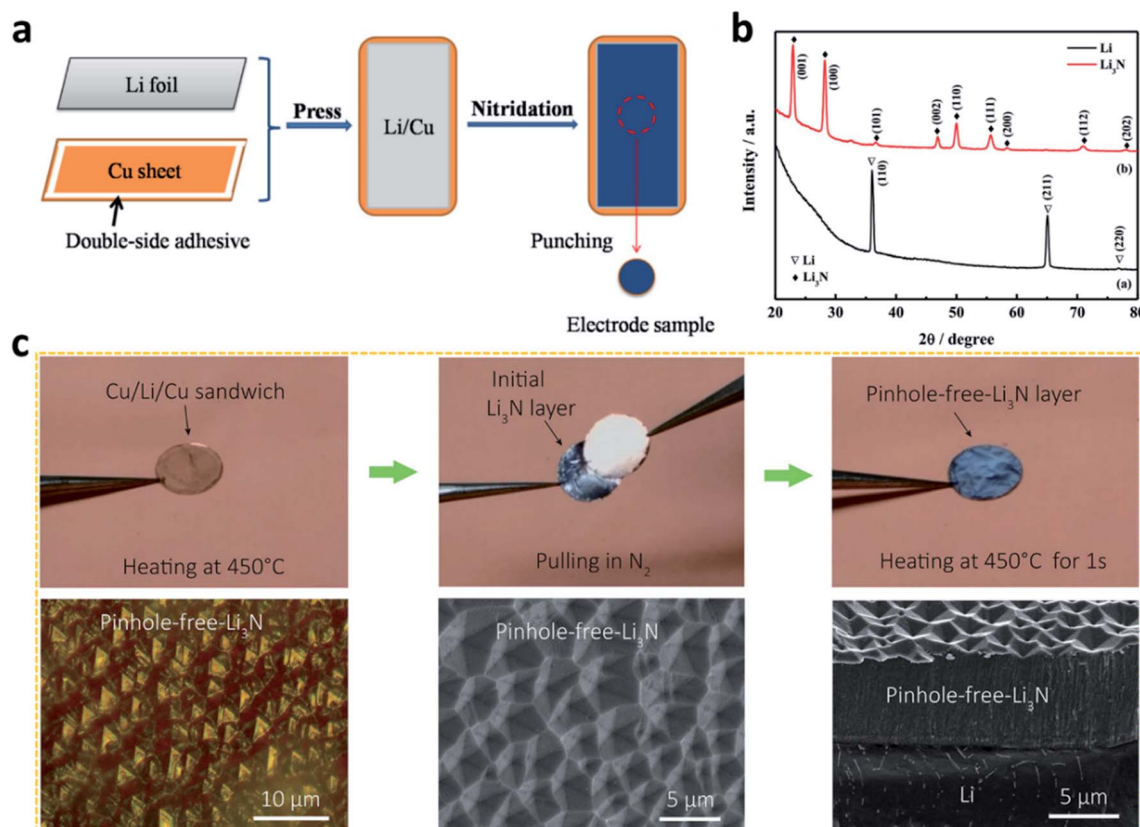 a
Li foil
Cu sheet
Double-side adhesive
Press
Li/Cu
Nitridation
Punching
Electrode sample
b
Intensity / a.u.
Li
Li₃N
(001)
(100)
(101)
(002)
(110)
(111)
(200)
(112)
(202)
(b)
(110)
(211)
(220)
(a)
Li
Li₃N
20 30 40 50 60 70 80
2θ / degree
c
Cu/Li/Cu sandwich
Heating at 450°C
Initial
Li₃N layer
Pulling in N₂
Pinhole-free-Li₃N layer
Heating at 450°C for 1s
Pinhole-free-Li₃N
10 μm
Pinhole-free-Li₃N
5 μm
Pinhole-free-Li₃N
Li
5 μm